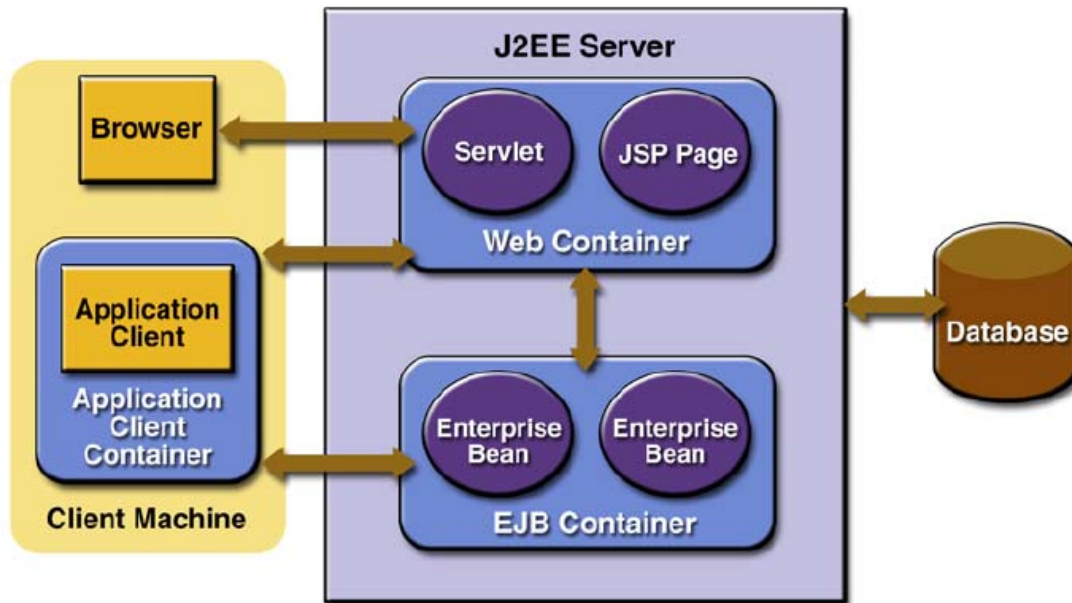 J2EE Server
Browser
Servlet
JSP Page
Web Container
Application
Client
Application
Client
Container
Client Machine
Enterprise
Bean
Enterprise
Bean
EJB Container
Database